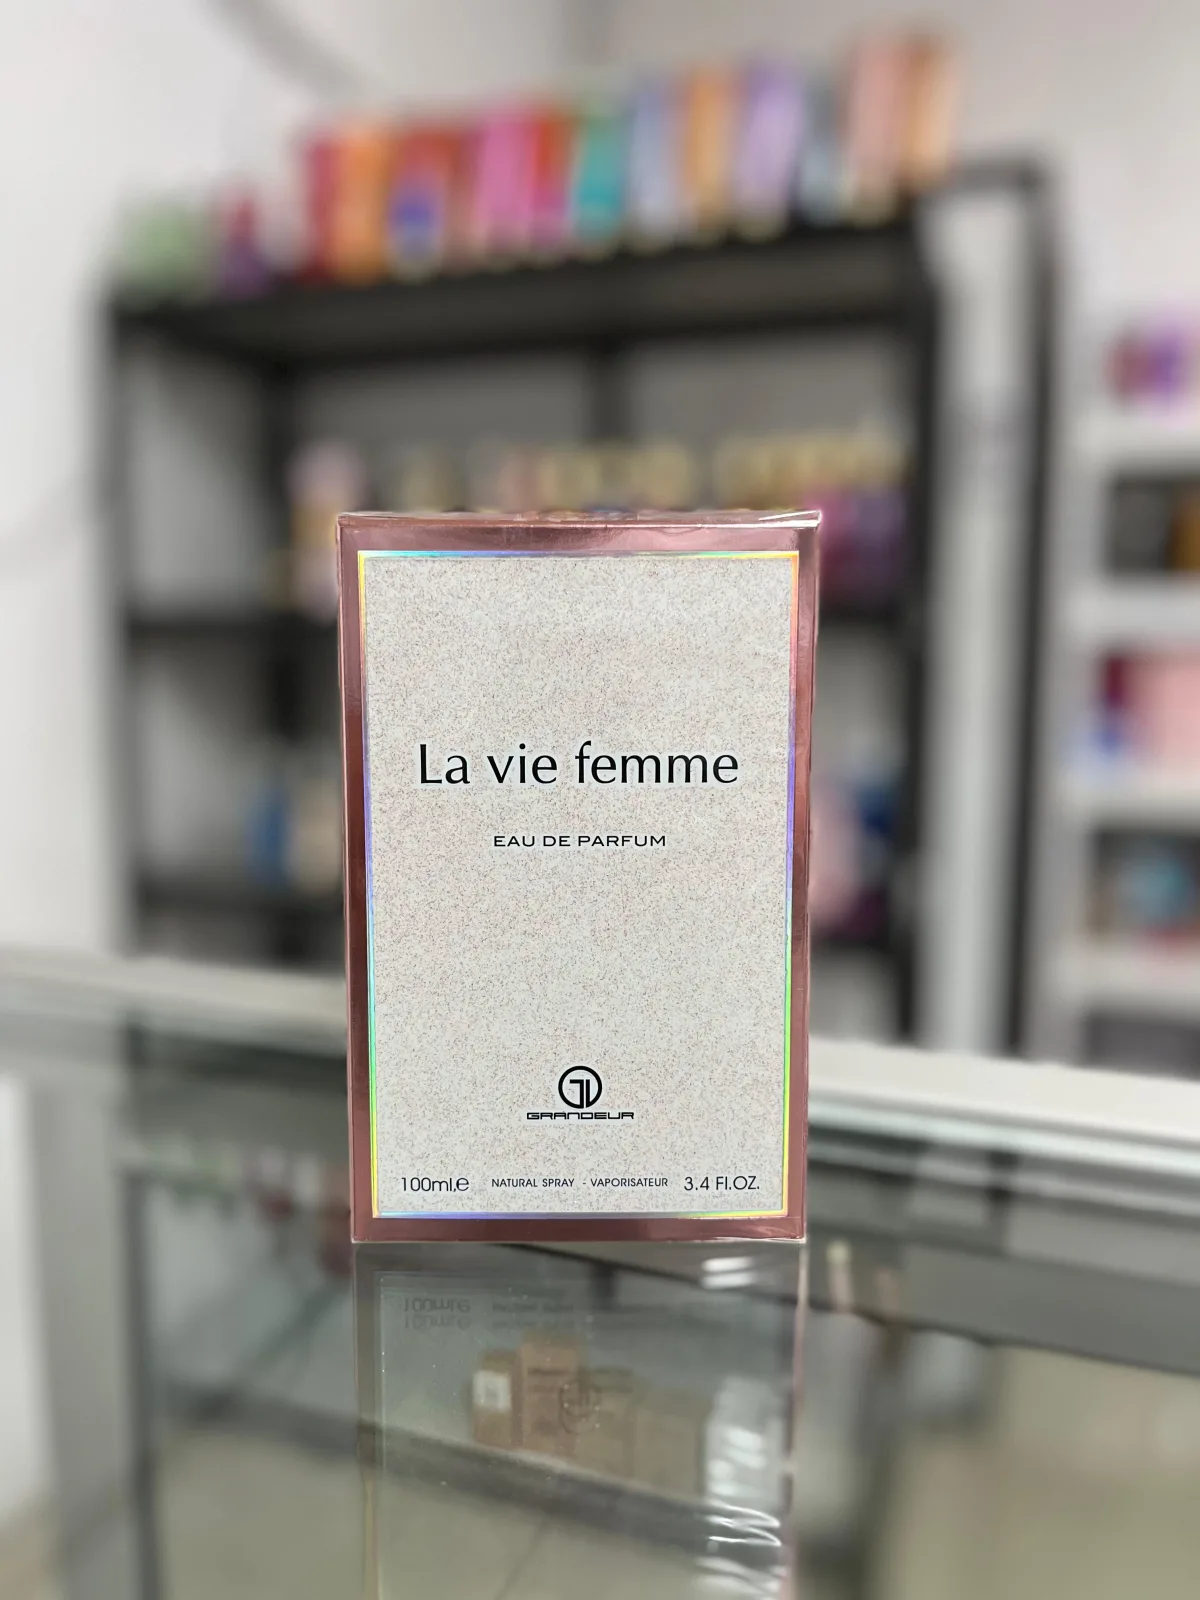 La vie femme
EAU DE PARFUM
GRANDEUR
100ml.e NATURAL SPRAY - VAPORISATEUR 3.4 Fl.OZ.